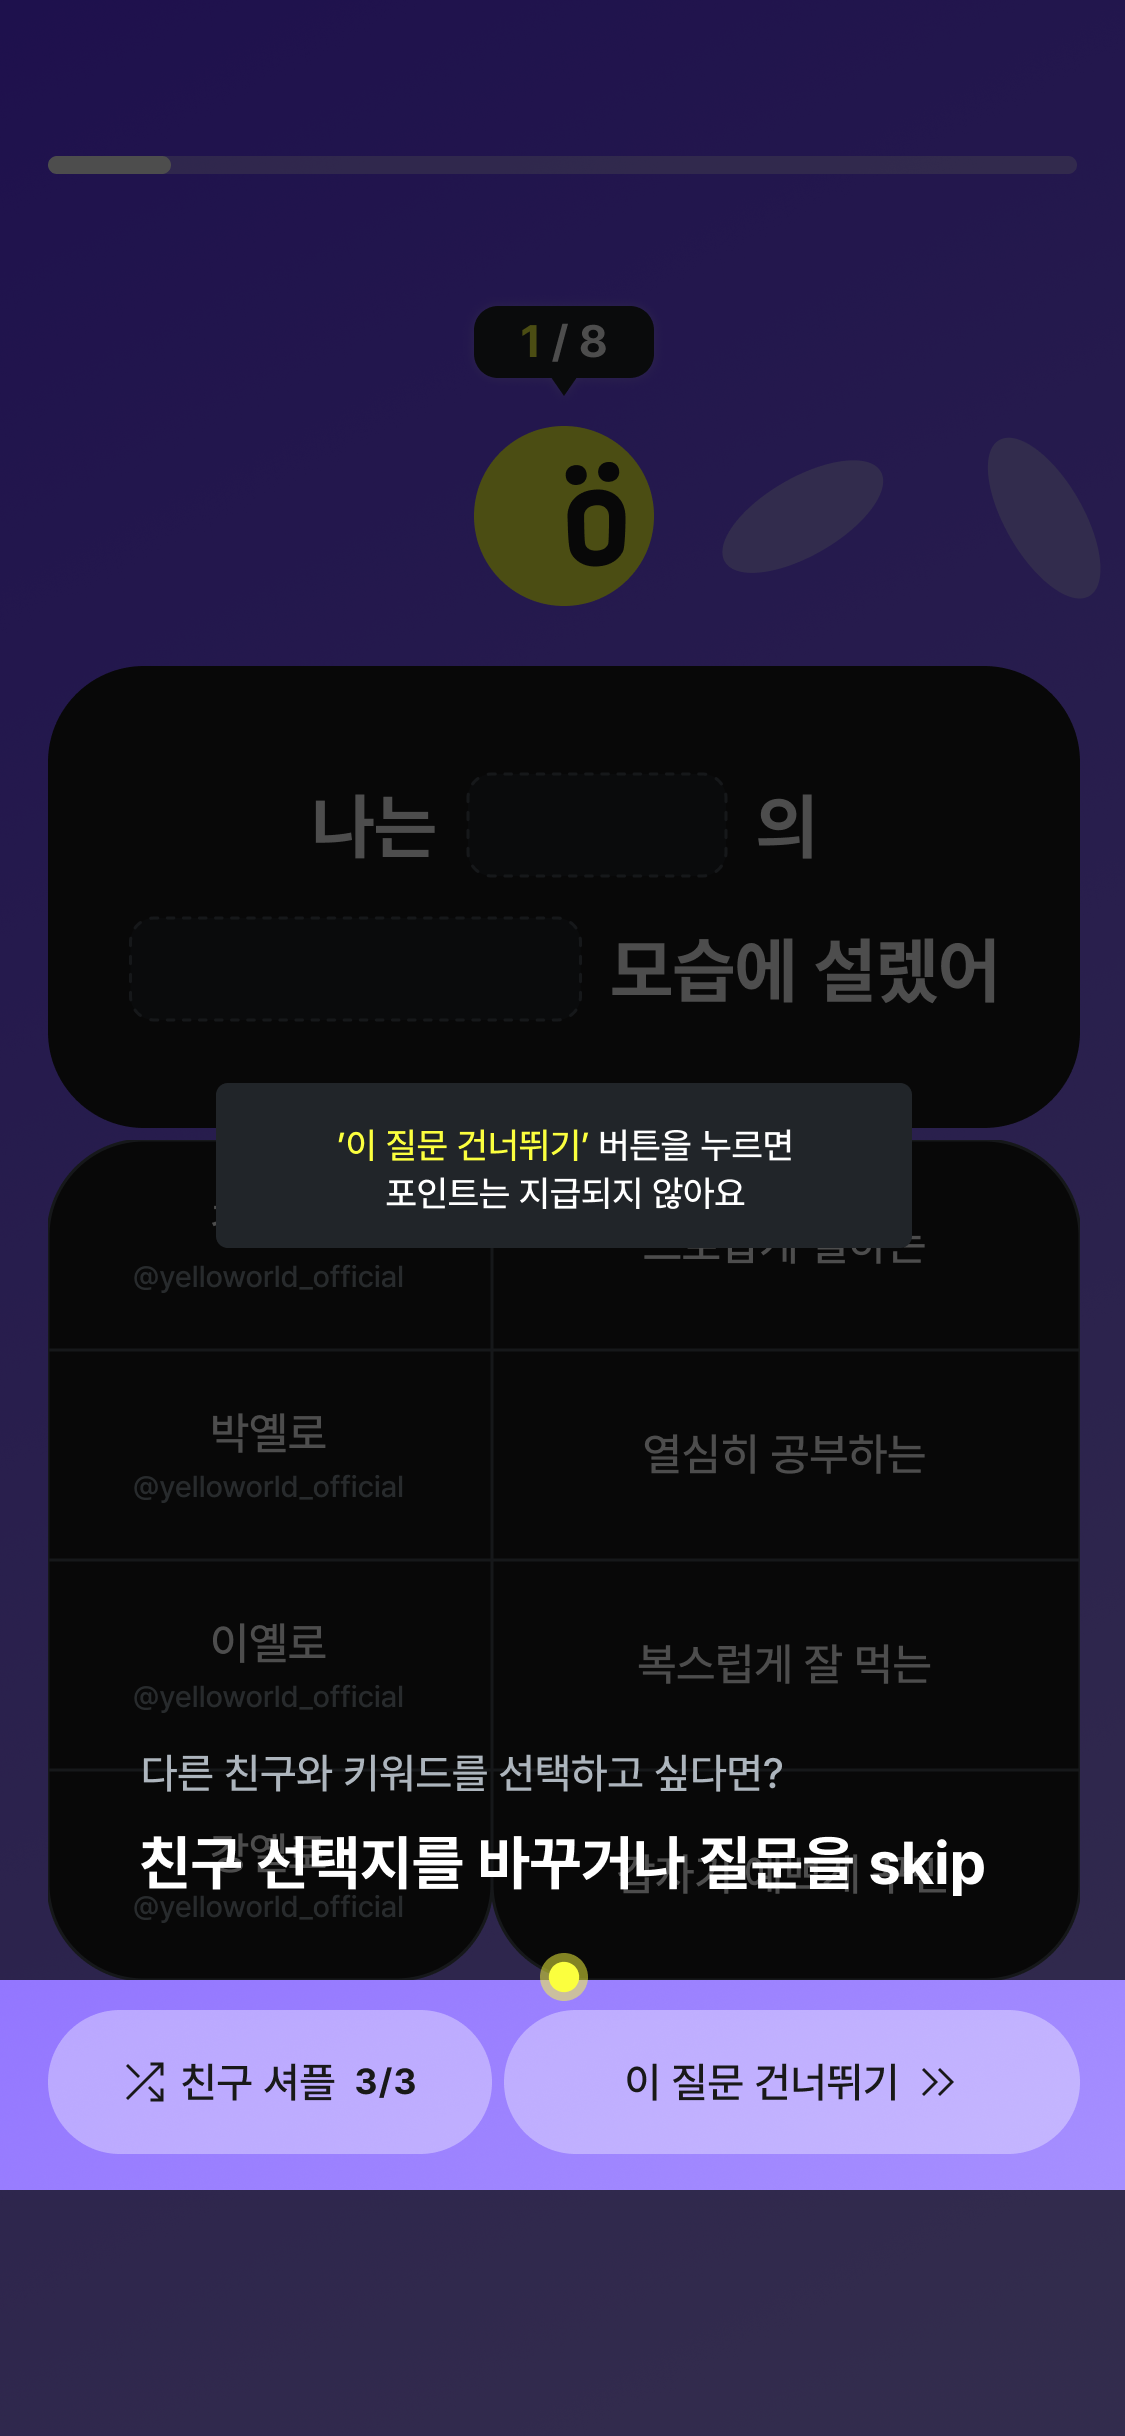 1 / 8
나는 의
모습에 설렜어
'이 질문 건너뛰기' 버튼을 누르면
포인트는 지급되지 않아요
@yelloworld_official
박옐로
@yelloworld_official
열심히 공부하는
이옐로
@yelloworld_official
복스럽게 잘 먹는
다른 친구와 키워드를 선택하고 싶다면?
친구 선택지를 바꾸거나 질문을 skip
@yelloworld_official
친구 셔플 3/3
이 질문 건너뛰기